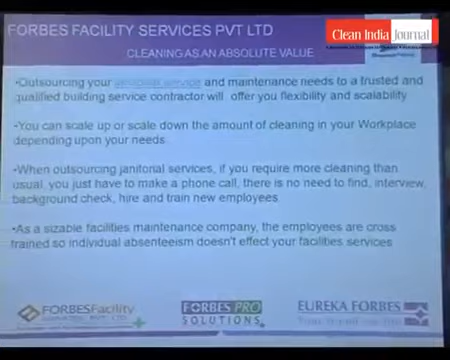 FORBES FACILITY SERVICES PVT LTD
Clean India Journal
CLEANING AS AN ABSOLUTE VALUE
•Outsourcing your janitorial service and maintenance needs to a trusted and
qualified building service contractor will offer you flexibility and scalability
•You can scale up or scale down the amount of cleaning in your Workplace
depending upon your needs
•When outsourcing janitorial services, if you require more cleaning than
usual, you just have to make a phone call, there is no need to find, interview,
background check, hire and train new employees
•As a sizable facilities maintenance company, the employees are cross
trained so individual absenteeism doesn't effect your facilities services
FORBESFacility
FORBES PRO
SOLUTIONS
EUREKA FORBES